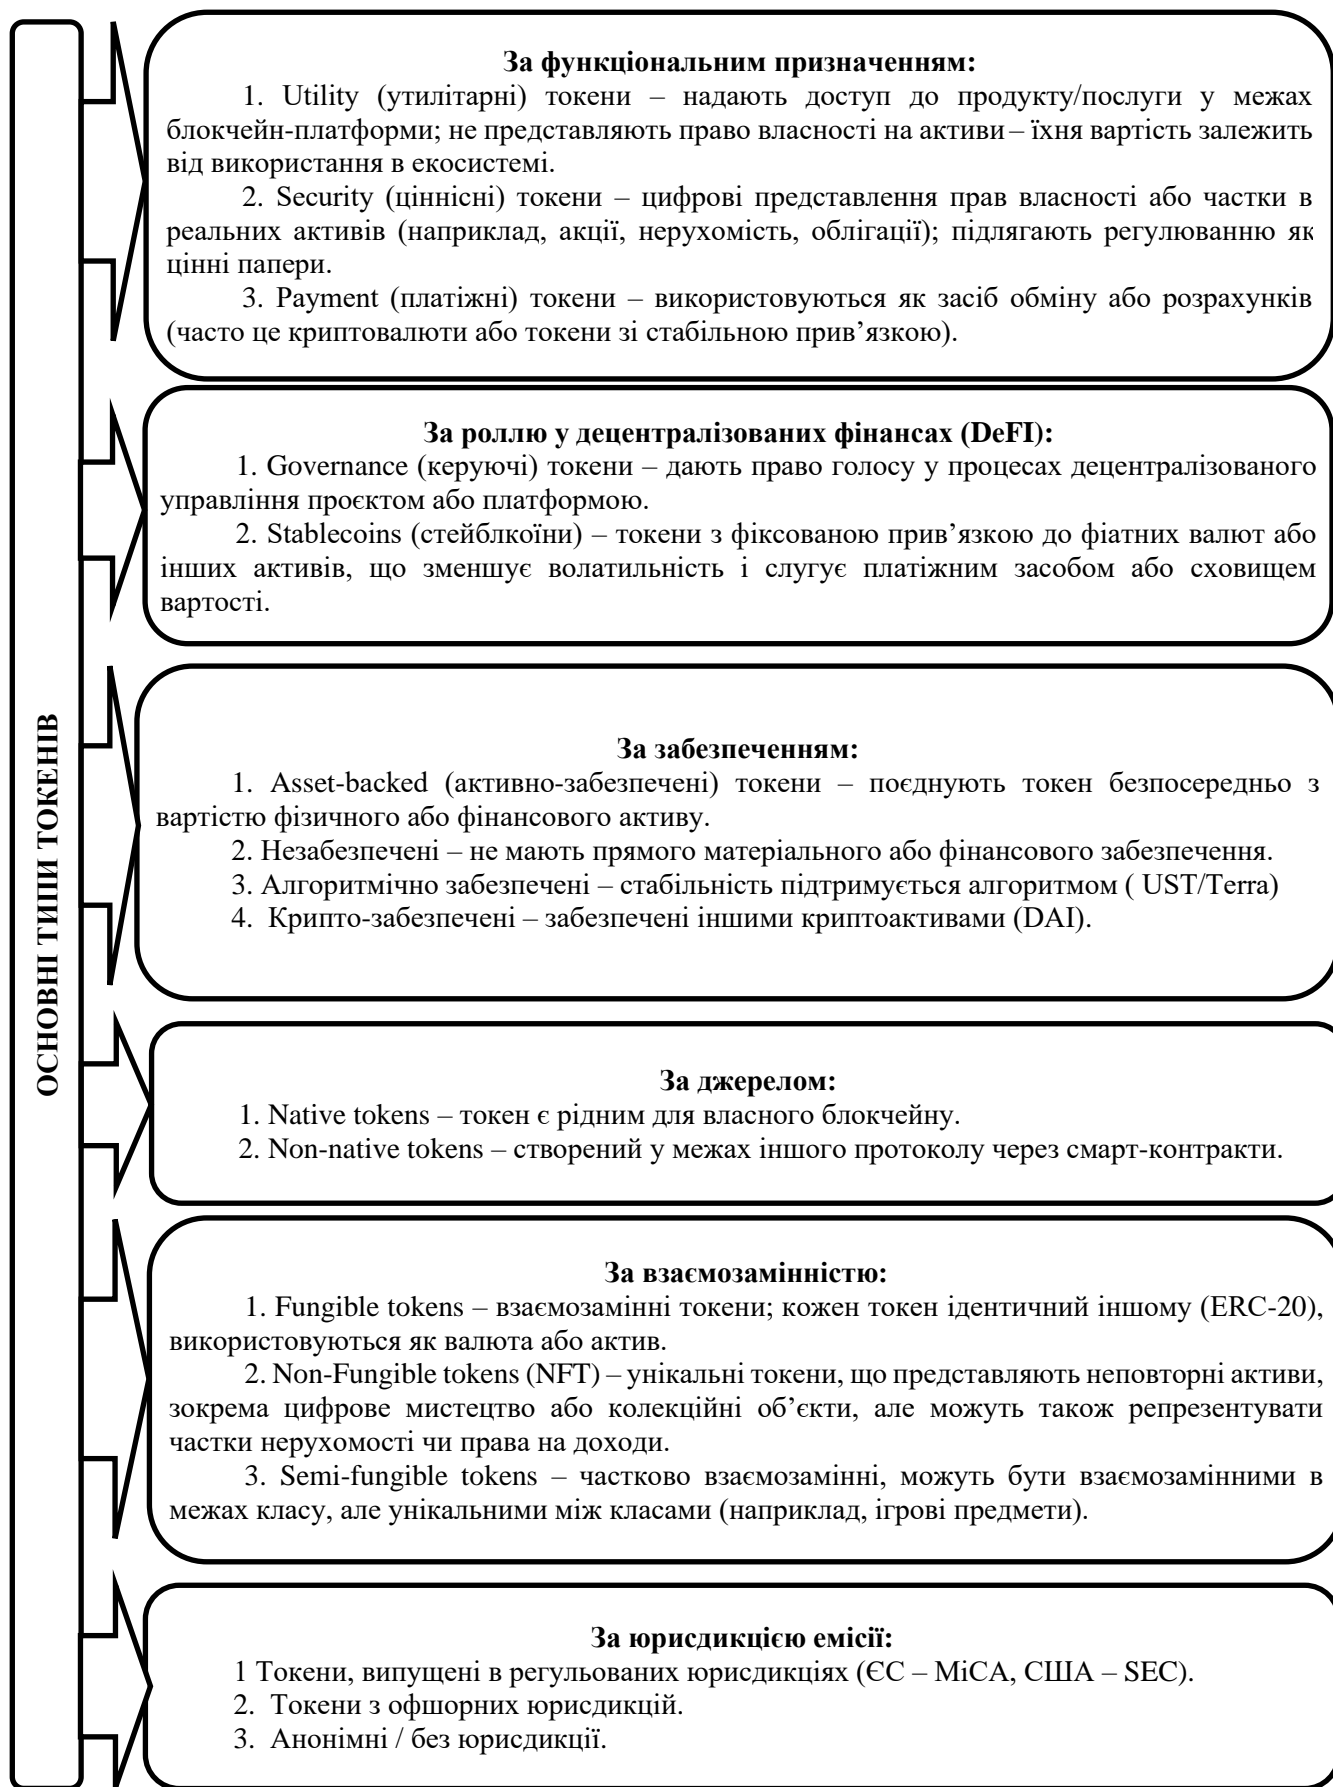 ОСНОВНІ ТИПИ ТОКЕНІВ
За функціональним призначенням:
1. Utility (утилітарні) токени – надають доступ до продукту/послуги у межах
блокчейн-платформи; не представляють право власності на активи – їхня вартість залежить
від використання в екосистемі.
2. Security (ціннісні) токени – цифрові представлення прав власності або частки в
реальних активів (наприклад, акції, нерухомість, облігації); підлягають регулюванню як
цінні папери.
3. Payment (платіжні) токени – використовуються як засіб обміну або розрахунків
(часто це криптовалюти або токени зі стабільною прив’язкою).
За роллю у децентралізованих фінансах (DeFI):
1. Governance (керуючі) токени – дають право голосу у процесах децентралізованого
управління проєктом або платформою.
2. Stablecoins (стейблкоїни) – токени з фіксованою прив’язкою до фіатних валют або
інших активів, що зменшує волатильність і слугує платіжним засобом або сховищем
вартості.
За забезпеченням:
1. Asset-backed (активно-забезпечені) токени – поєднують токен безпосередньо з
вартістю фізичного або фінансового активу.
2. Незабезпечені – не мають прямого матеріального або фінансового забезпечення.
3. Алгоритмічно забезпечені – стабільність підтримується алгоритмом ( UST/Terra)
4. Крипто-забезпечені – забезпечені іншими криптоактивами (DAI).
За джерелом:
1. Native tokens – токен є рідним для власного блокчейну.
2. Non-native tokens – створений у межах іншого протоколу через смарт-контракти.
За взаємозамінністю:
1. Fungible tokens – взаємозамінні токени; кожен токен ідентичний іншому (ERC-20),
використовуються як валюта або актив.
2. Non-Fungible tokens (NFT) – унікальні токени, що представляють неповторні активи,
зокрема цифрове мистецтво або колекційні об’єкти, але можуть також репрезентувати
частки нерухомості чи права на доходи.
3. Semi-fungible tokens – частково взаємозамінні, можуть бути взаємозамінними в
межах класу, але унікальними між класами (наприклад, ігрові предмети).
За юрисдикцією емісії:
1 Токени, випущені в регульованих юрисдикціях (ЄС – MiCA, США – SEC).
2. Токени з офшорних юрисдикцій.
3. Анонімні / без юрисдикції.